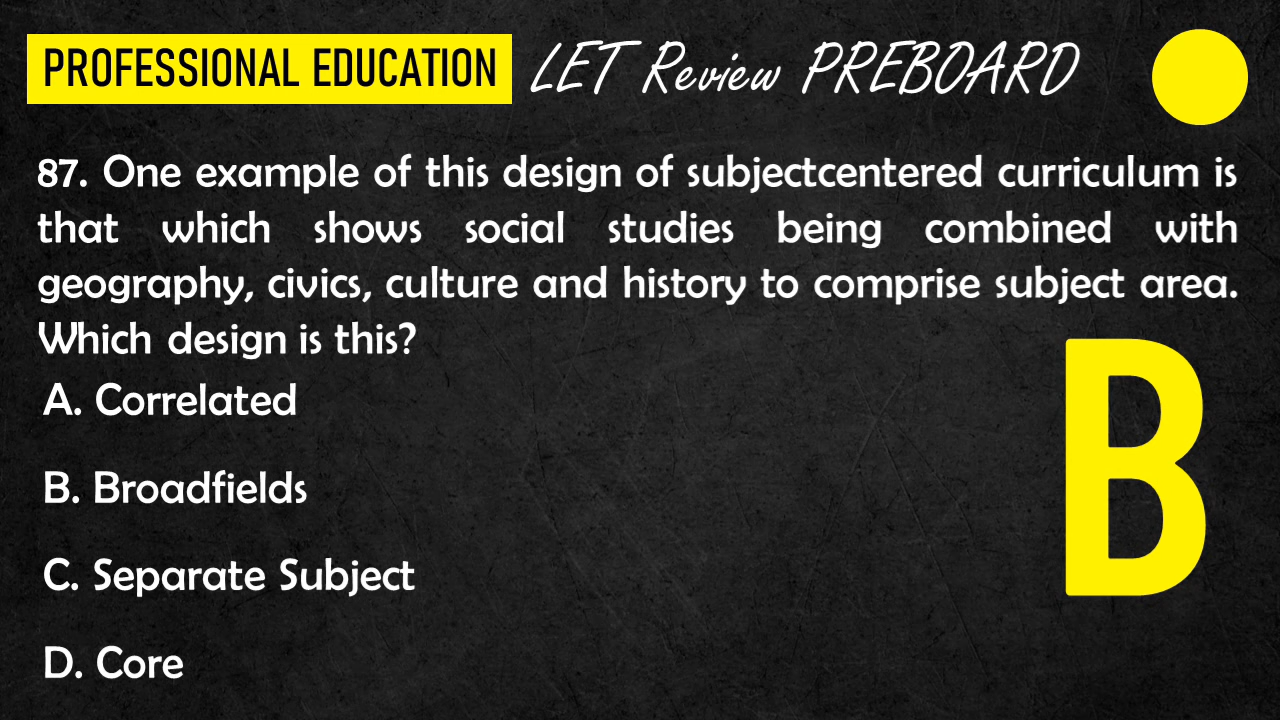 PROFESSIONAL EDUCATION LET Review PREBOARD
87. One example of this design of subjectcentered curriculum is
that which shows social studies being combined with
geography, civics, culture and history to comprise subject area.
Which design is this?
A. Correlated
B. Broadfields
C. Separate Subject
D. Core
B